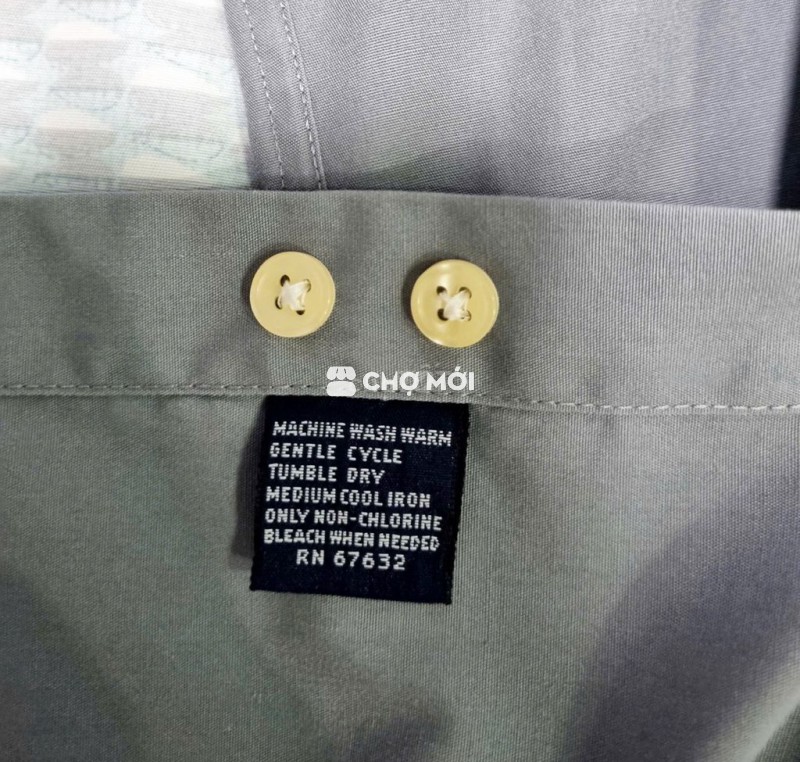 CHỢ MỚI
MACHINE WASH WARM
GENTLE CYCLE
TUMBLE DRY
MEDIUM COOL IRON
ONLY NON-CHLORINE
BLEACH WHEN NEEDED
RN 67632